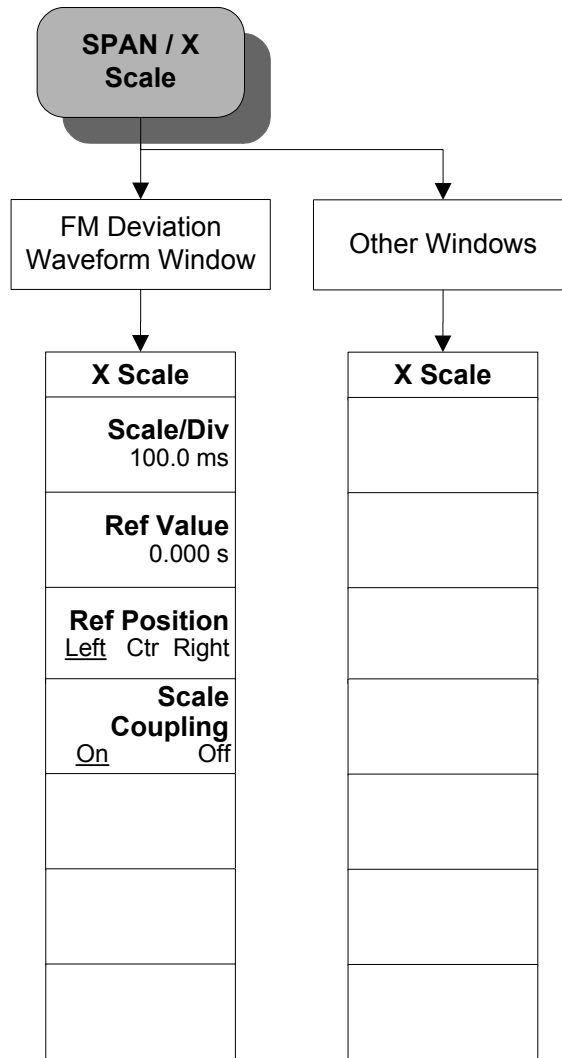 SPAN / X
Scale
FM Deviation
Waveform Window
Other Windows
X Scale
Scale/Div
100.0 ms
Ref Value
0.000 s
Ref Position
Left Ctr Right
Scale
Coupling
On Off
X Scale